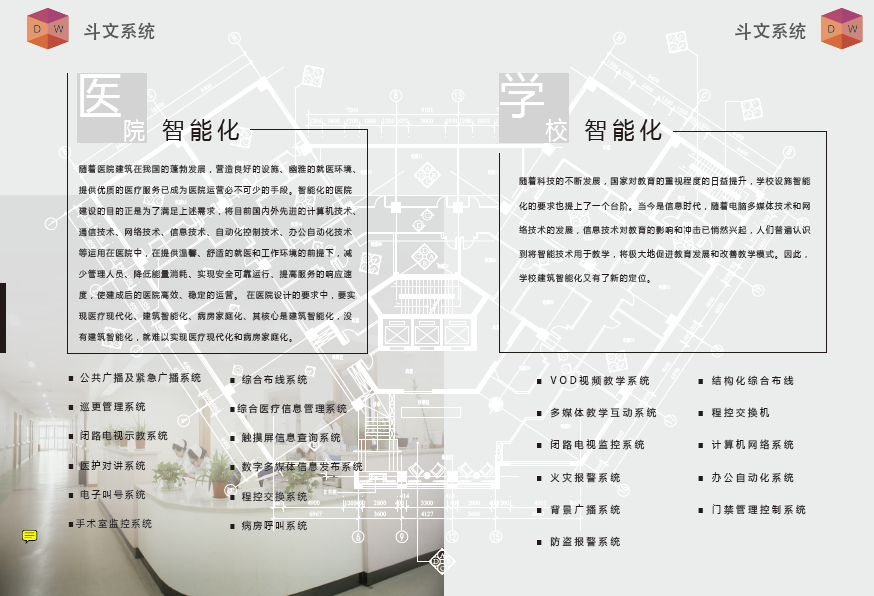 D W
斗文系统
医
院
智能化
随着医院建筑在我国的蓬勃发展，营造良好的设施、幽雅的就医环境、
提供优质的医疗服务已成为医院运营必不可少的手段。智能化的医院
建设的目的正是为了满足上述需求，将目前国内外先进的计算机技术、
通信技术、网络技术、信息技术、自动化控制技术、办公自动化技术
等运用在医院中，在提供温馨、舒适的就医和工作环境的前提下，减
少管理人员、降低能量消耗、实现安全可靠运行、提高服务的响应速
度，使建成后的医院高效、稳定的运营。 在医院设计的要求中，要实
现医疗现代化、建筑智能化、病房家庭化、其核心是建筑智能化，没
有建筑智能化，就难以实现医疗现代化和病房家庭化。
■ 公共广播及紧急广播系统
■ 巡更管理系统
■ 闭路电视示教系统
■ 医护对讲系统
■ 电子叫号系统
■手术室监控系统
■ 综合布线系统
■综合医疗信息管理系统
■ 触摸屏信息查询系统
■ 数字多媒体信息发布系统
■ 程控交换系统
■ 病房呼叫系统
斗文系统
D W
学
校
智能化
随着科技的不断发展，国家对教育的重视程度的日益提升，学校设施智能
化的要求也提上了一个台阶。当今是信息时代，随着电脑多媒体技术和网
络技术的发展，信息技术对教育的影响和冲击已悄然兴起，人们普遍认识
到将智能技术用于教学，将极大地促进教育发展和改善教学模式。因此，
学校建筑智能化又有了新的定位。
■ VOD视频教学系统
■ 多媒体教学互动系统
■ 闭路电视监控系统
■ 火灾报警系统
■ 背景广播系统
■ 防盗报警系统
■ 结构化综合布线
■ 程控交换机
■ 计算机网络系统
■ 办公自动化系统
■ 门禁管理控制系统